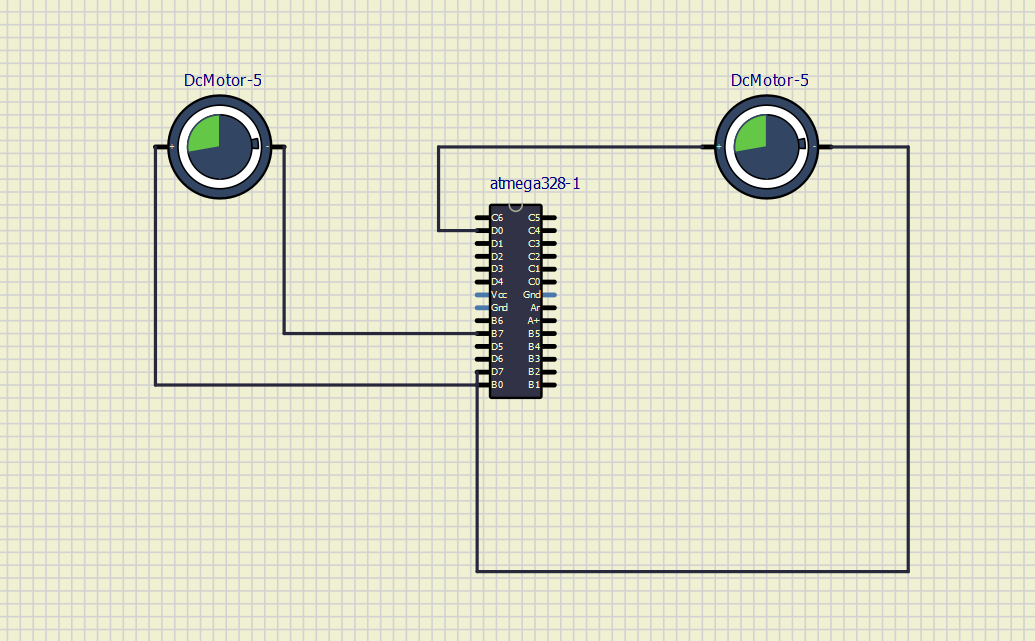 DcMotor-5
DcMotor-5
atmega328-1
C6 C5
D0 C4
D1 C3
D2 C2
D3 C1
D4 C0
Vcc Gnd
Gnd Ar
B6 A+
B7 B5
D5 B4
D6 B3
D7 B2
B0 B1